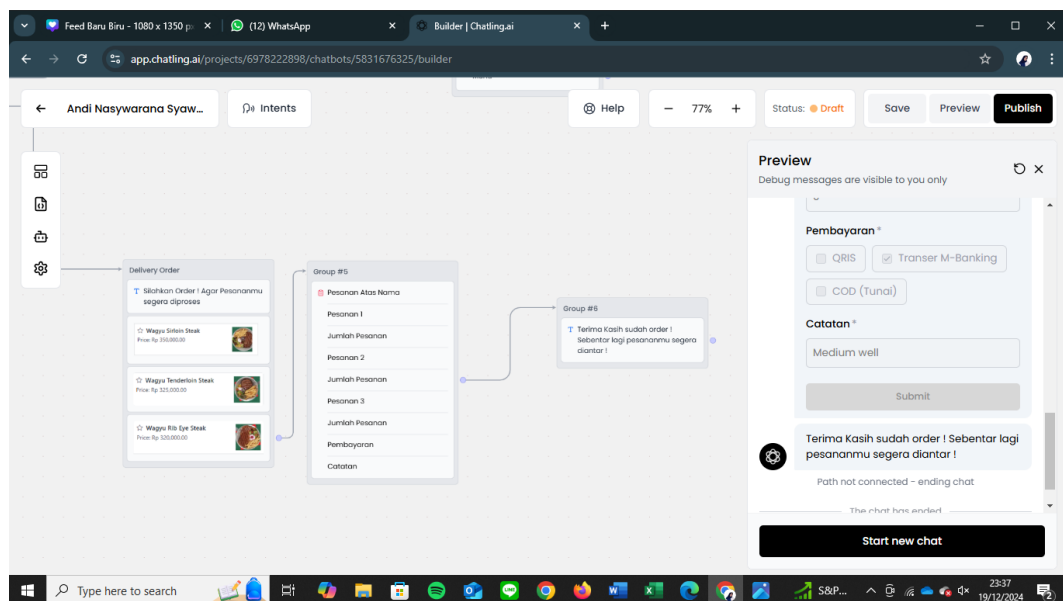 Feed Baru Biru - 1080 x 1350 p
(12) WhatsApp
Builder | Chatling.ai
app.chatling.ai/projects/6978222898/chatbots/5831676325/builder
Andi Nasywarana Syaw...
Intents
Help
77%
Status: Draft
Save
Preview
Publish
Delivery Order
Silahkan Order ! Agar Pesonanmu
segera diproses
Wagyu Sirloin Steak
Price: Rp 350,000.00
Wagyu Tenderloin Steak
Price: Rp 325,000.00
Wagyu Rib Eye Steak
Price: Rp 320,000.00
Group #5
Pesanan Atas Nama
Pesanan 1
Jumlah Pesanan
Pesanan 2
Jumlah Pesanan
Pesanan 3
Jumlah Pesanan
Pembayaran
Catatan
Group #6
Terima Kasih sudah order !
Sebentar lagi pesananmu segera
diantar !
Preview
Debug messages are visible to you only
Pembayaran *
QRIS
Transer M-Banking
COD (Tunai)
Catatan *
Medium well
Submit
Terima Kasih sudah order ! Sebentar lagi
pesananmu segera diantar !
Path not connected - ending chat
The chat has ended
Start new chat
Type here to search
S&P...
23:37
19/12/2024